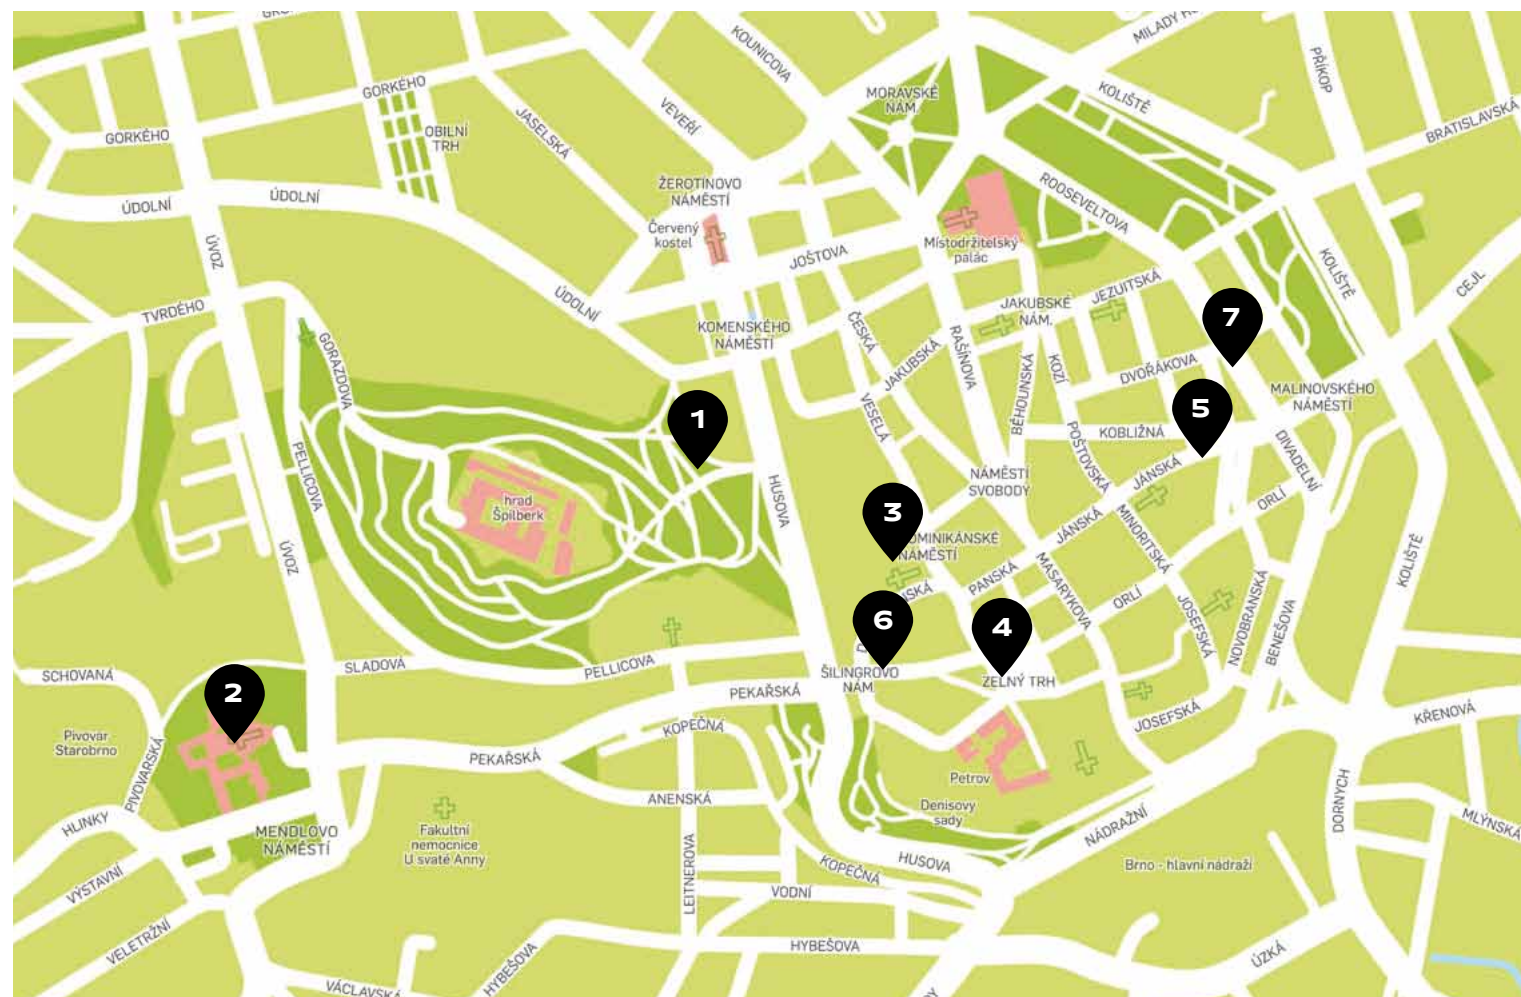 KOUNICOVA
MILADY
PŘÍKOP
GORKÉHO
MORAVSKÉ
NÁM.
KOLIŠTĚ
VEVEŘÍ
JASELSKÁ
OBILNÍ
TRH
GORKÉHO
BRATISLAVSKÁ
ŽEROTÍNOVO
NÁMĚSTÍ
ROOSEVELTOVA
ÚDOLNÍ
ÚDOLNÍ
Červený
kostel
Místodržitelský
palác
ÚVOZ
JOŠTOVA
KOLIŠTĚ
CEJL
ÚDOLNÍ
TVRDÉHO
JEZUITSKÁ
JAKUBSKÉ
NÁM.
7
KOMENSKÉHO
NÁMĚSTÍ
ČESKÁ
RAŠÍNOVA
JAKUBSKÁ
GORAZDOVA
KOZÍ
DVOŘÁKOVA
BĚHOUNSKÁ
MALINOVSKÉHO
NÁMĚSTÍ
1
5
VESELÁ
KOBLIŽNÁ
POŠTOVSKÁ
DIVADELNÍ
PELLICOVA
NÁMĚSTÍ
SVOBODY
JÁNSKÁ
HUSOVA
hrad
Špilberk
ORLÍ
3
JÁNSKÁ
MINORITSKÁ
OMINIKÁNSKÉ
NÁMĚSTÍ
ÚVOZ
KOLIŠTĚ
PANSKÁ
MASARYKOVA
NSKÁ
ORLÍ
JOSEFSKÁ
NOVOBRANSKÁ
BENEŠOVA
6
4
SCHOVANÁ
SLADOVÁ
PELLICOVA
ŠILINGROVO
NÁM.
ZELNÝ TRH
2
PEKAŘSKÁ
JOSEFSKÁ
KŘENOVÁ
KOPEČNÁ
Pivovar
Starobrno
PIVOVARSKÁ
PEKAŘSKÁ
Petrov
ANENSKÁ
DORNYCH
Denisovy
sady
HLINKY
MENDLOVO
NÁMĚSTÍ
Fakultní
nemocnice
U svaté Anny
NÁDRAŽNÍ
MLÝNSKÁ
HUSOVA
KOPEČNÁ
Brno - hlavní nádraží
VÝSTAVNÍ
LEITNEROVA
VODNÍ
VELETRŽNÍ
HYBEŠOVA
HYBEŠOVA
ÚZKÁ
VÁCLAVSKÁ